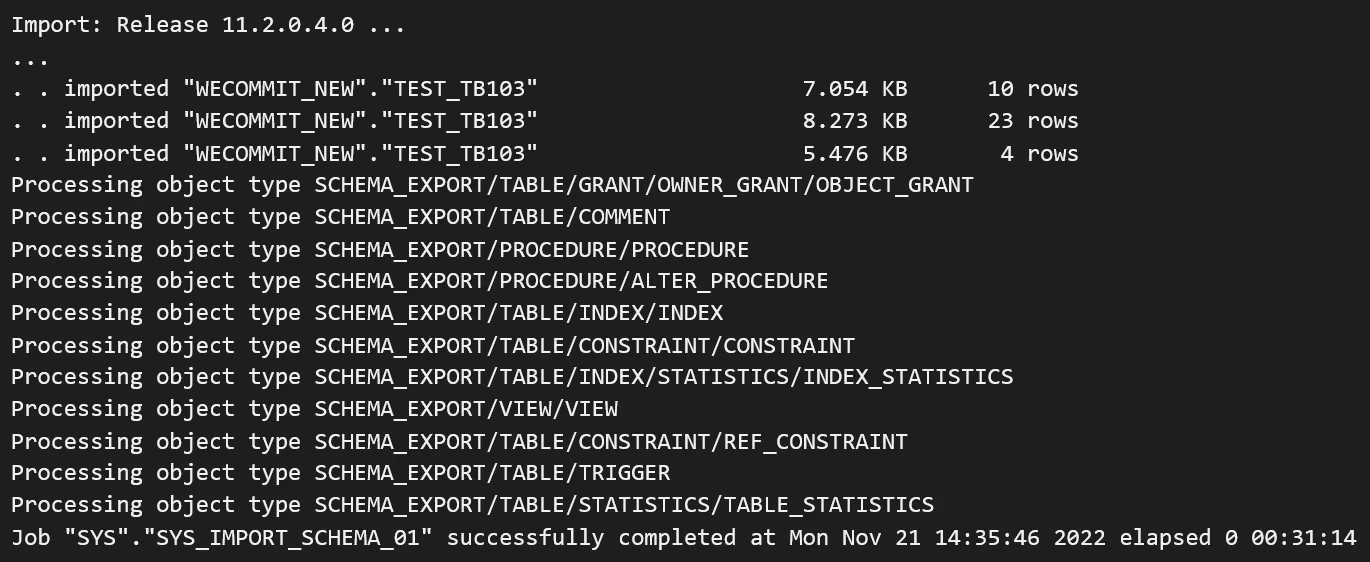 Import: Release 11.2.0.4.0 ...
...
. . imported "WECOMMIT_NEW"."TEST_TB103"                    7.054 KB      10 rows
. . imported "WECOMMIT_NEW"."TEST_TB103"                    8.273 KB      23 rows
. . imported "WECOMMIT_NEW"."TEST_TB103"                    5.476 KB       4 rows
Processing object type SCHEMA_EXPORT/TABLE/GRANT/OWNER_GRANT/OBJECT_GRANT
Processing object type SCHEMA_EXPORT/TABLE/COMMENT
Processing object type SCHEMA_EXPORT/PROCEDURE/PROCEDURE
Processing object type SCHEMA_EXPORT/PROCEDURE/ALTER_PROCEDURE
Processing object type SCHEMA_EXPORT/TABLE/INDEX/INDEX
Processing object type SCHEMA_EXPORT/TABLE/CONSTRAINT/CONSTRAINT
Processing object type SCHEMA_EXPORT/TABLE/INDEX/STATISTICS/INDEX_STATISTICS
Processing object type SCHEMA_EXPORT/VIEW/VIEW
Processing object type SCHEMA_EXPORT/TABLE/CONSTRAINT/REF_CONSTRAINT
Processing object type SCHEMA_EXPORT/TABLE/TRIGGER
Processing object type SCHEMA_EXPORT/TABLE/STATISTICS/TABLE_STATISTICS
Job "SYS"."SYS_IMPORT_SCHEMA_01" successfully completed at Mon Nov 21 14:35:46 2022 elapsed 0 00:31:14